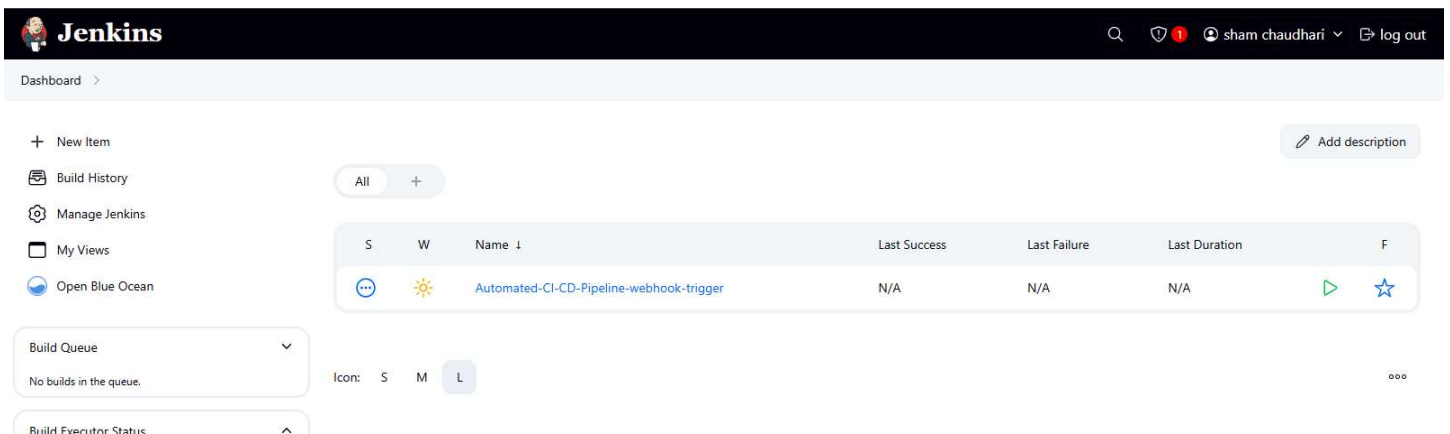 Jenkins
1
sham chaudhari
log out
Dashboard
New Item
Build History
Manage Jenkins
My Views
Open Blue Ocean
Build Queue
No builds in the queue.
Build Executor Status
Add description
All +
S W Name ↓ Last Success Last Failure Last Duration F
Automated-CI-CD-Pipeline-webhook-trigger N/A N/A N/A
Icon: S M L